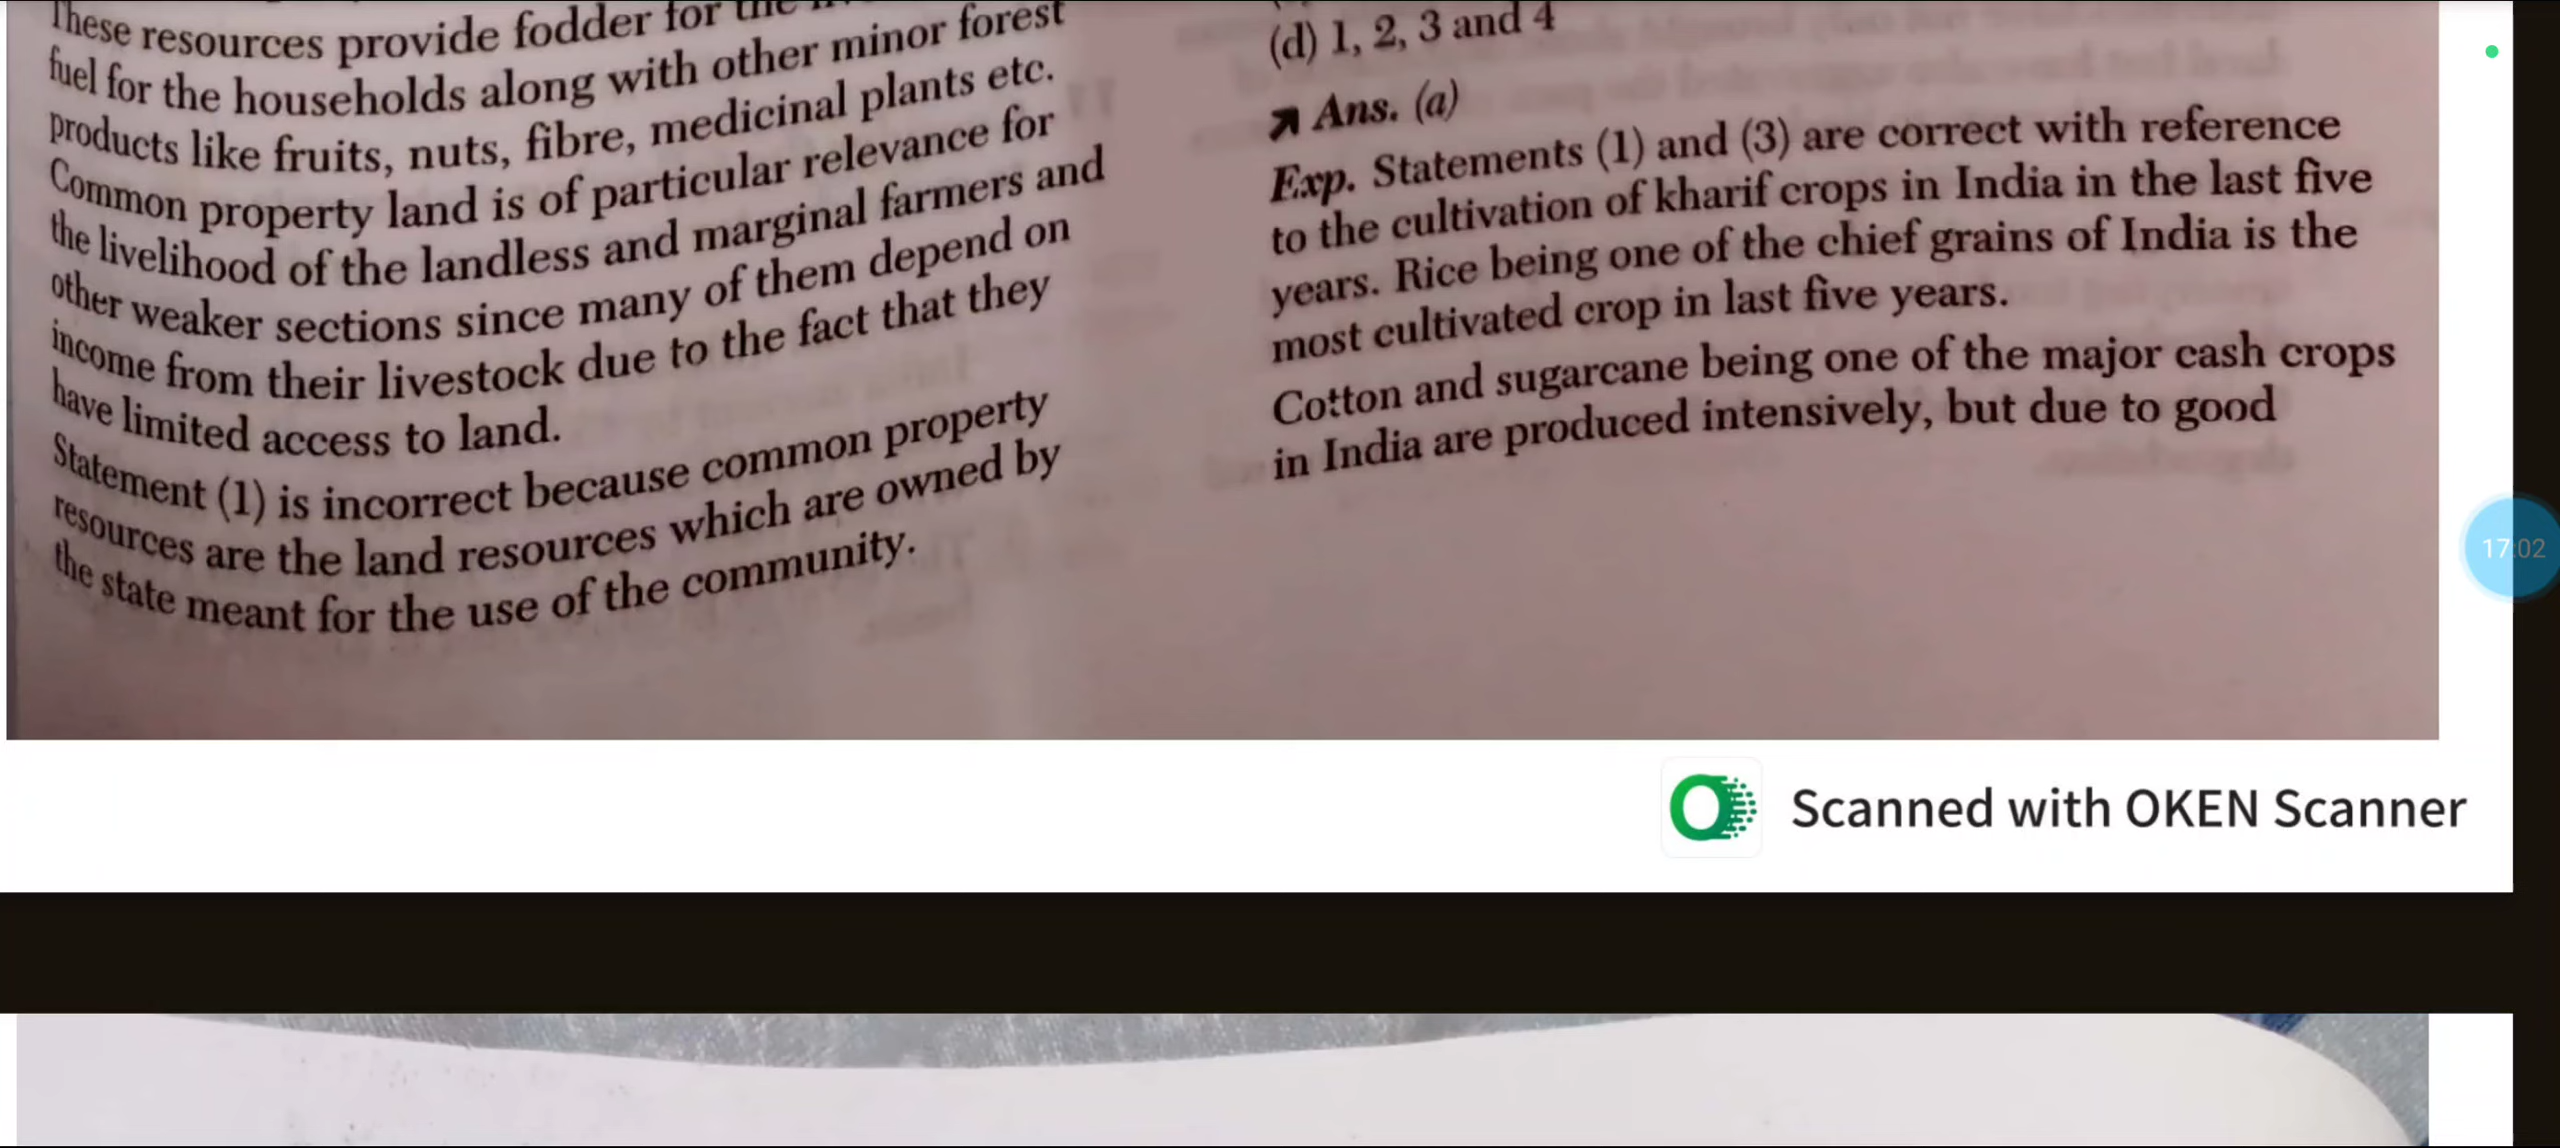 These resources provide fodder for the
fuel for the households along with other minor forest
products like fruits, nuts, fibre, medicinal plants etc.
Common property land is of particular relevance for
the livelihood of the landless and marginal farmers and
other weaker sections since many of them depend on
income from their livestock due to the fact that they
have limited access to land.
Statement (1) is incorrect because common property
resources are the land resources which are owned by
the state meant for the use of the community.
(d) 1, 2, 3 and 4
Ans. (a)
Exp. Statements (1) and (3) are correct with reference
to the cultivation of kharif crops in India in the last five
years. Rice being one of the chief grains of India is the
most cultivated crop in last five years.
Cotton and sugarcane being one of the major cash crops
in India are produced intensively, but due to good
17:02
Scanned with OKEN Scanner